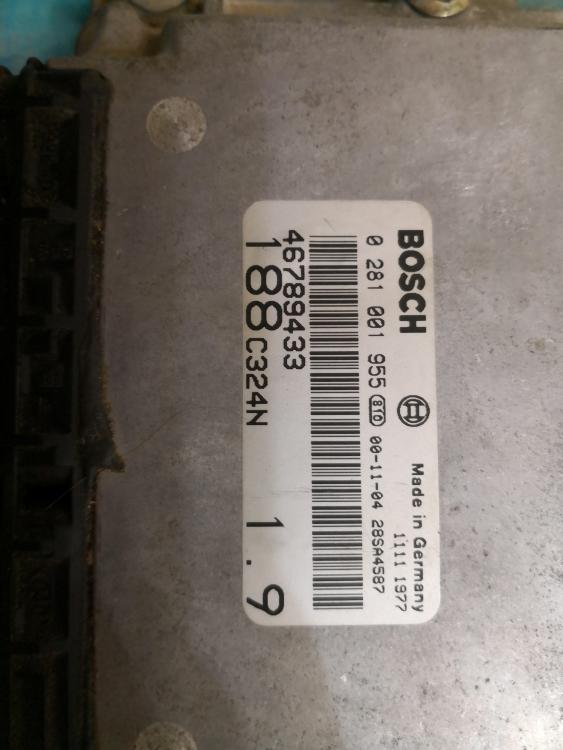 BOSCH Made in Germany
1111 1977
0 281 001 955 810 00-11-04 28SA4587
46789433
188 C324N 1.9